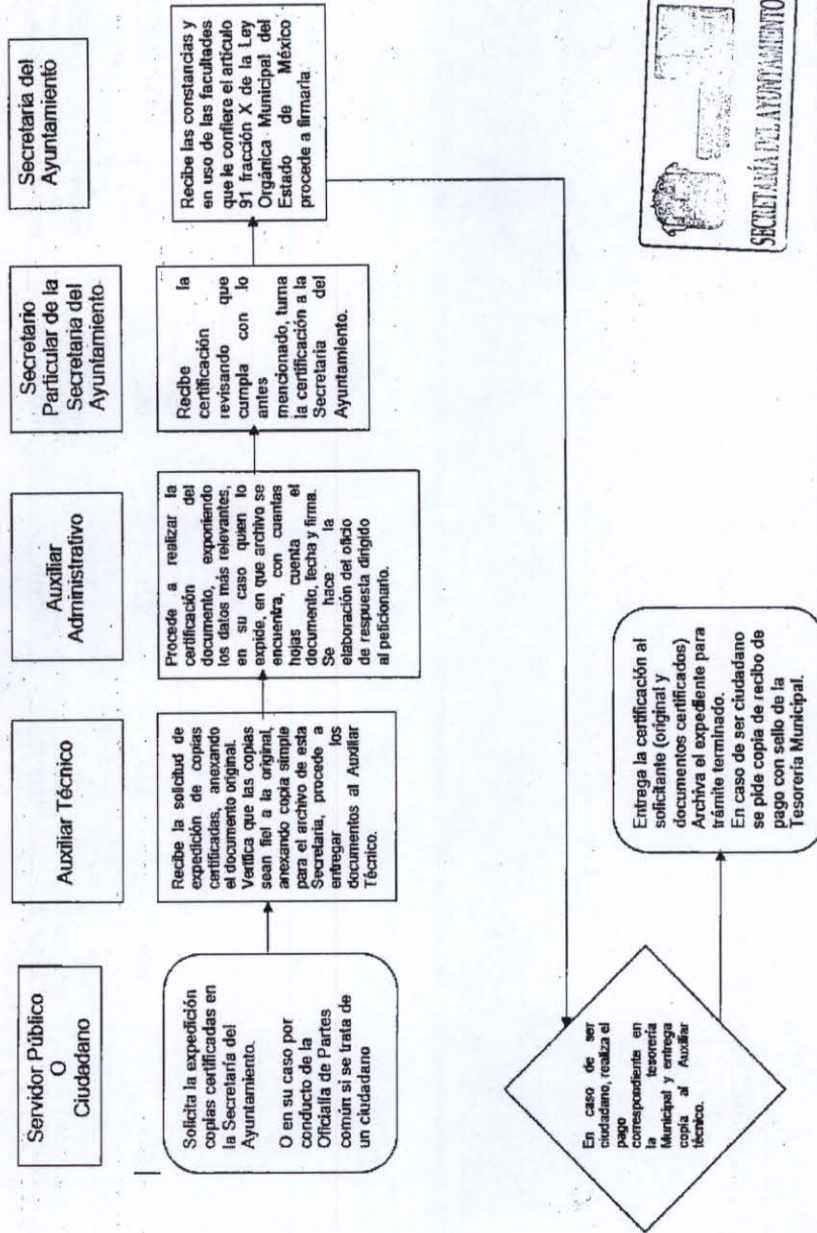 Servidor Público
O
Ciudadano
Auxiliar Técnico
Auxiliar
Administrativo
Secretario
Particular de la
Secretaria del
Ayuntamiento
Secretaria del
Ayuntamiento
Solicita la expedición
copias certificadas en
la Secretaría del
Ayuntamiento.
O en su caso por
conducto de la
Oficialía de Partes
común si se trata de
un ciudadano
Recibe la solicitud de
expedición de copias
certificadas, anexando
el documento original.
Verifica que las copias
sean fiel a la original,
anexando copia simple
para el archivo de esta
Secretaría, procede a
entregar los
documentos al Auxiliar
Técnico.
Procede a realizar la
certificación del
documento, exponiendo
los datos más relevantes,
en su caso quien lo
expide, en que archivo se
encuentra, con cuantas
hojas cuenta el
documento, fecha y firma.
Se hace la
elaboración del oficio
de respuesta dirigido
al peticionario.
Recibe la
certificación
revisando que
cumpla con lo
antes
mencionado, turna
la certificación a la
Secretaria del
Ayuntamiento.
Recibe las constancias y
en uso de las facultades
que le confiere el artículo
91 fracción X de la Ley
Orgánica Municipal del
Estado de México
procede a firmarla.
En caso de ser
ciudadano, realiza el
pago
correspondiente en
la tesorería
Municipal y entrega
copia al Auxiliar
técnico.
Entrega la certificación al
solicitante (original y
documentos certificados)
Archiva el expediente para
trámite terminado.
En caso de ser ciudadano
se pide copia de recibo de
pago con sello de la
Tesorería Municipal.
SECRETARÍA DEL AYUNTAMIENTO